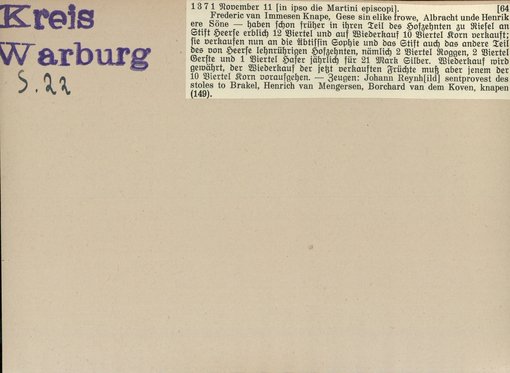 Kreis
Warburg
S. 22
1371 November 11 [in ipso die Martini episcopi]. [64
Frederic van Immesen Knape, Gese sin elike frowe, Albracht unde Henrik
ere Söne — haben schon früher in ihren Teil des Hofzehnten zu Riesel an
Stift Heerse erblich 12 Viertel und auf Wiederkauf 10 Viertel Korn verkauft;
sie verkaufen nun an die Äbtissin Sophie und das Stift auch das andere Teil
des von Heerse lehnrührigen Hofzehnten, nämlich 2 Viertel Roggen, 2 Viertel
Gerste und 1 Viertel Hafer jährlich für 21 Mark Silber. Wiederkauf wird
gewährt, der Wiederkauf der jetzt verkauften Früchte muß aber jenem der
10 Viertel Korn voraufgehen. — Zeugen: Johann Reynh[ild] sentprovest des
stoles to Brakel, Henrich van Mengersen, Borchard van dem Koven, knapen
(149).